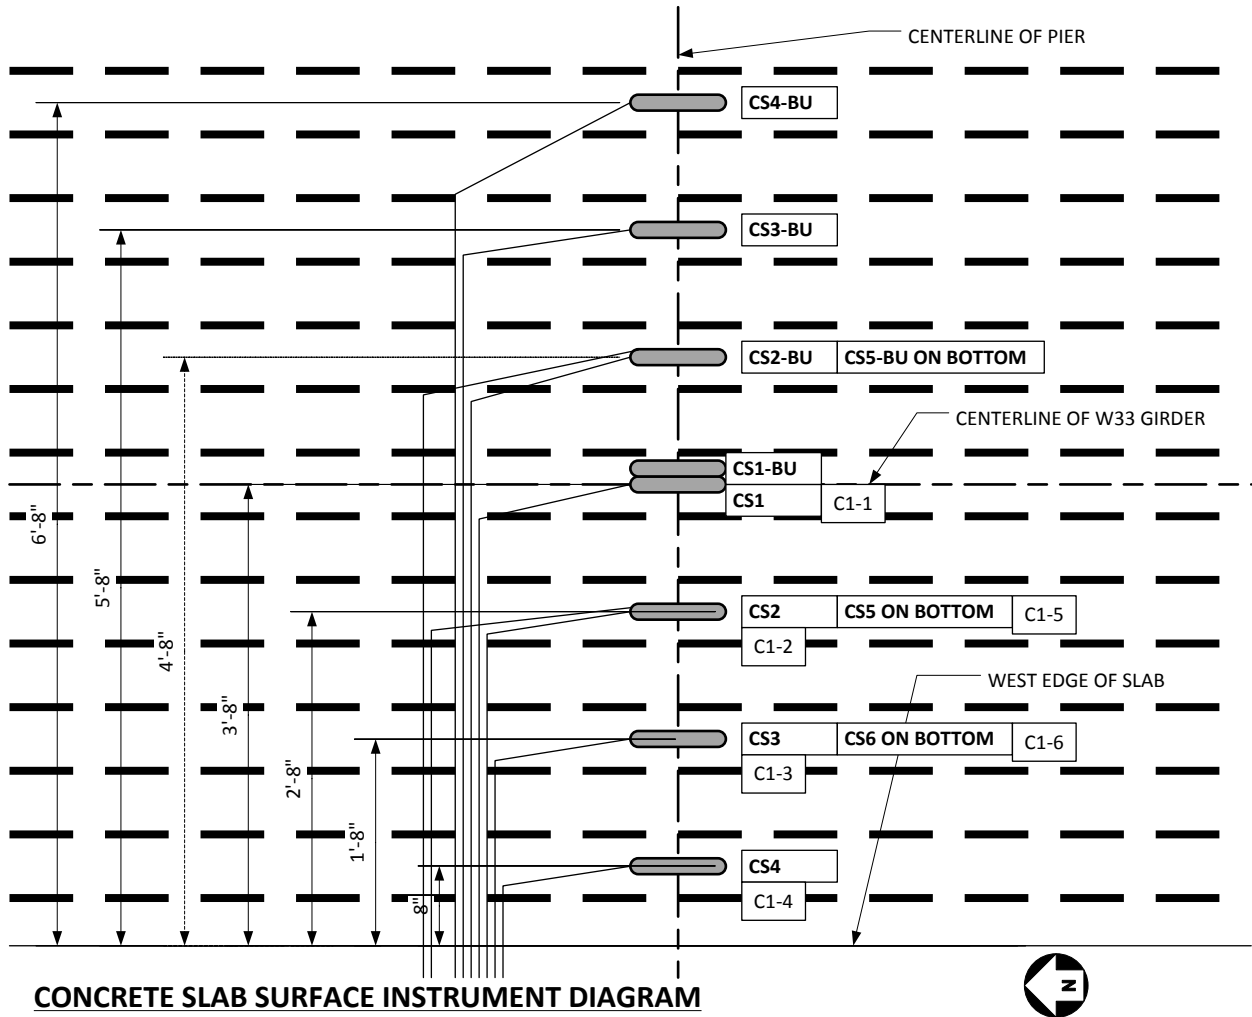 CENTERLINE OF PIER
CS4-BU
CS3-BU
CS2-BU CS5-BU ON BOTTOM
CENTERLINE OF W33 GIRDER
CS1-BU
CS1 C1-1
6'-8"
5'-8"
4'-8"
CS2 CS5 ON BOTTOM C1-5
C1-2
WEST EDGE OF SLAB
3'-8"
CS3 CS6 ON BOTTOM C1-6
C1-3
2'-8"
1'-8"
CS4
8"
C1-4
CONCRETE SLAB SURFACE INSTRUMENT DIAGRAM
N